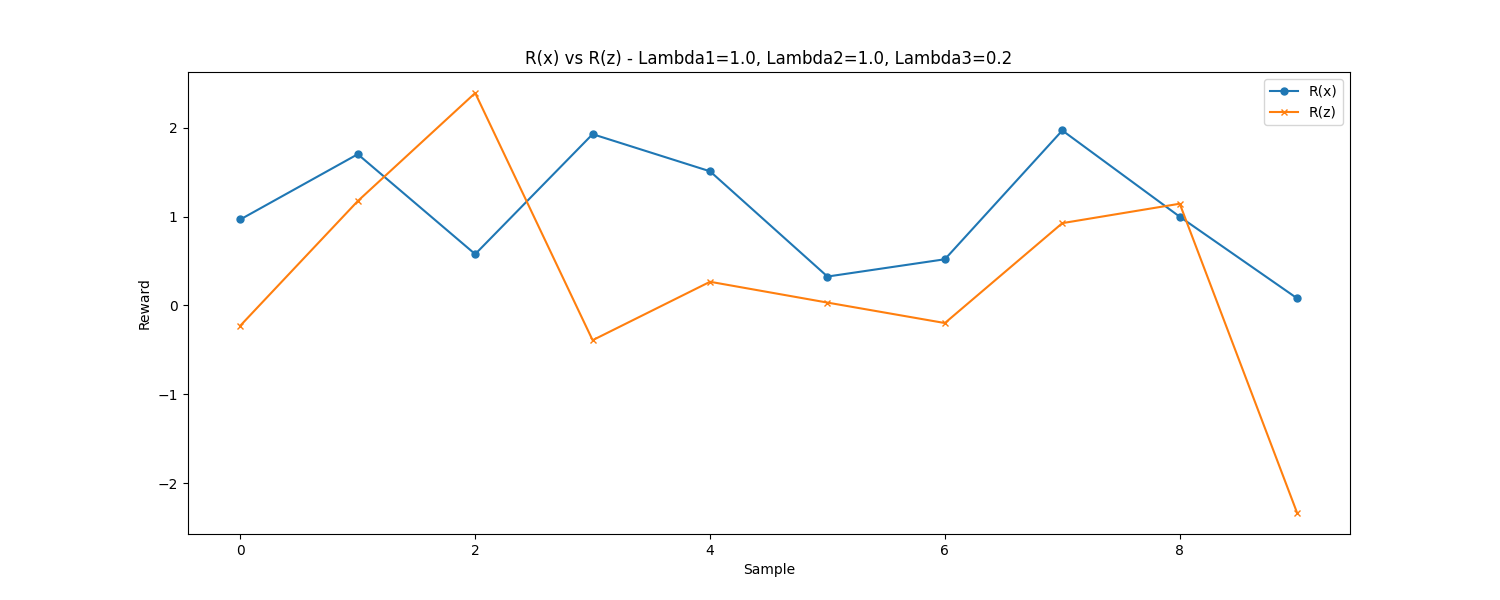 R(x) vs R(z) - Lambda1=1.0, Lambda2=1.0, Lambda3=0.2
R(x)
R(z)
2
1
0
−1
−2
Reward
0 2 4 6 8
Sample